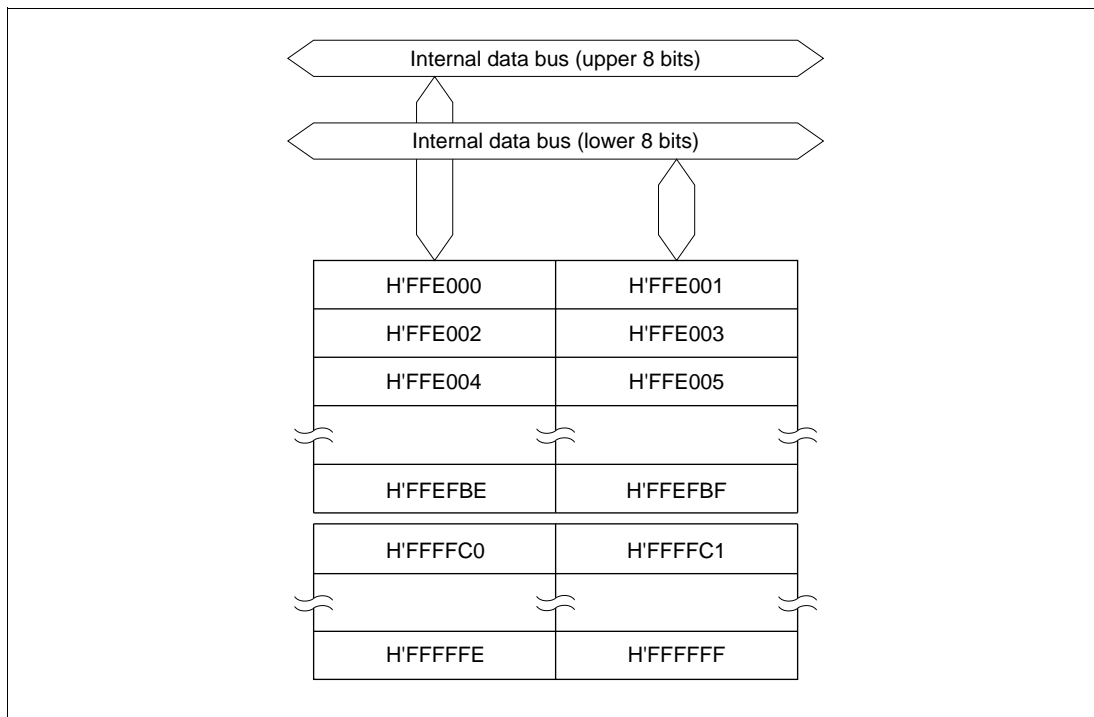 Internal data bus (upper 8 bits)
Internal data bus (lower 8 bits)
H'FFE000 H'FFE001
H'FFE002 H'FFE003
H'FFE004 H'FFE005
H'FFEFBE H'FFEFBF
H'FFFFC0 H'FFFFC1
H'FFFFFE H'FFFFFF